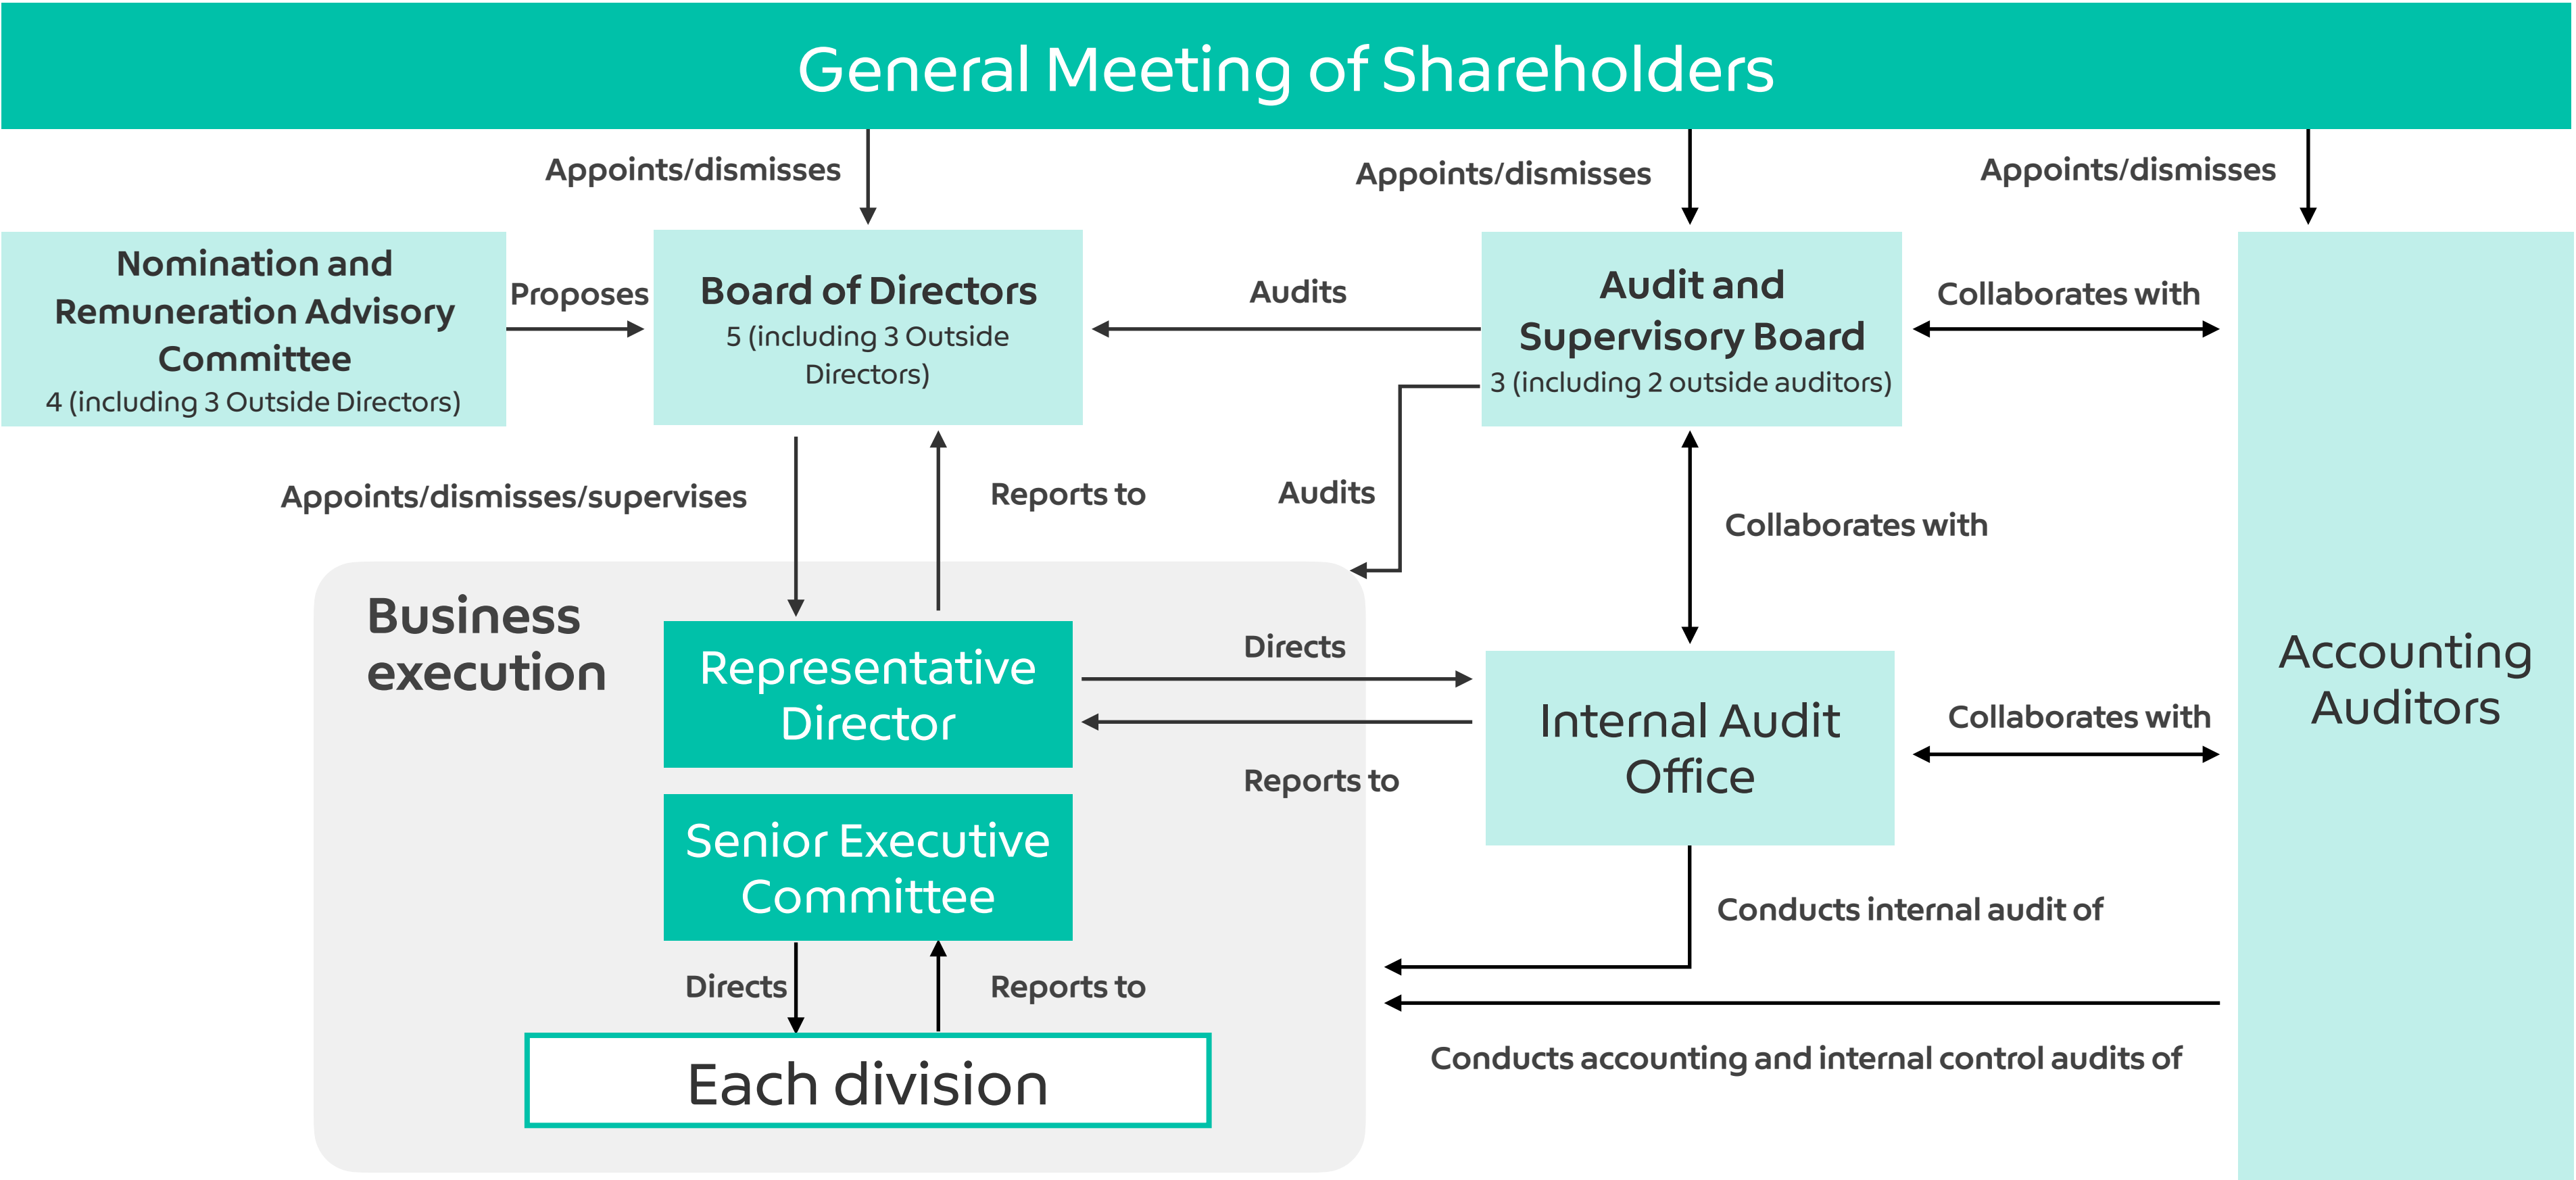 General Meeting of Shareholders
Appoints/dismisses
Appoints/dismisses
Appoints/dismisses
Nomination and
Remuneration Advisory
Committee
4 (including 3 Outside Directors)
Proposes
Board of Directors
5 (including 3 Outside
Directors)
Audits
Audit and
Supervisory Board
3 (including 2 outside auditors)
Collaborates with
Appoints/dismisses/supervises
Reports to
Audits
Collaborates with
Business
execution
Representative
Director
Directs
Reports to
Internal Audit
Office
Collaborates with
Accounting
Auditors
Senior Executive
Committee
Conducts internal audit of
Directs
Reports to
Conducts accounting and internal control audits of
Each division